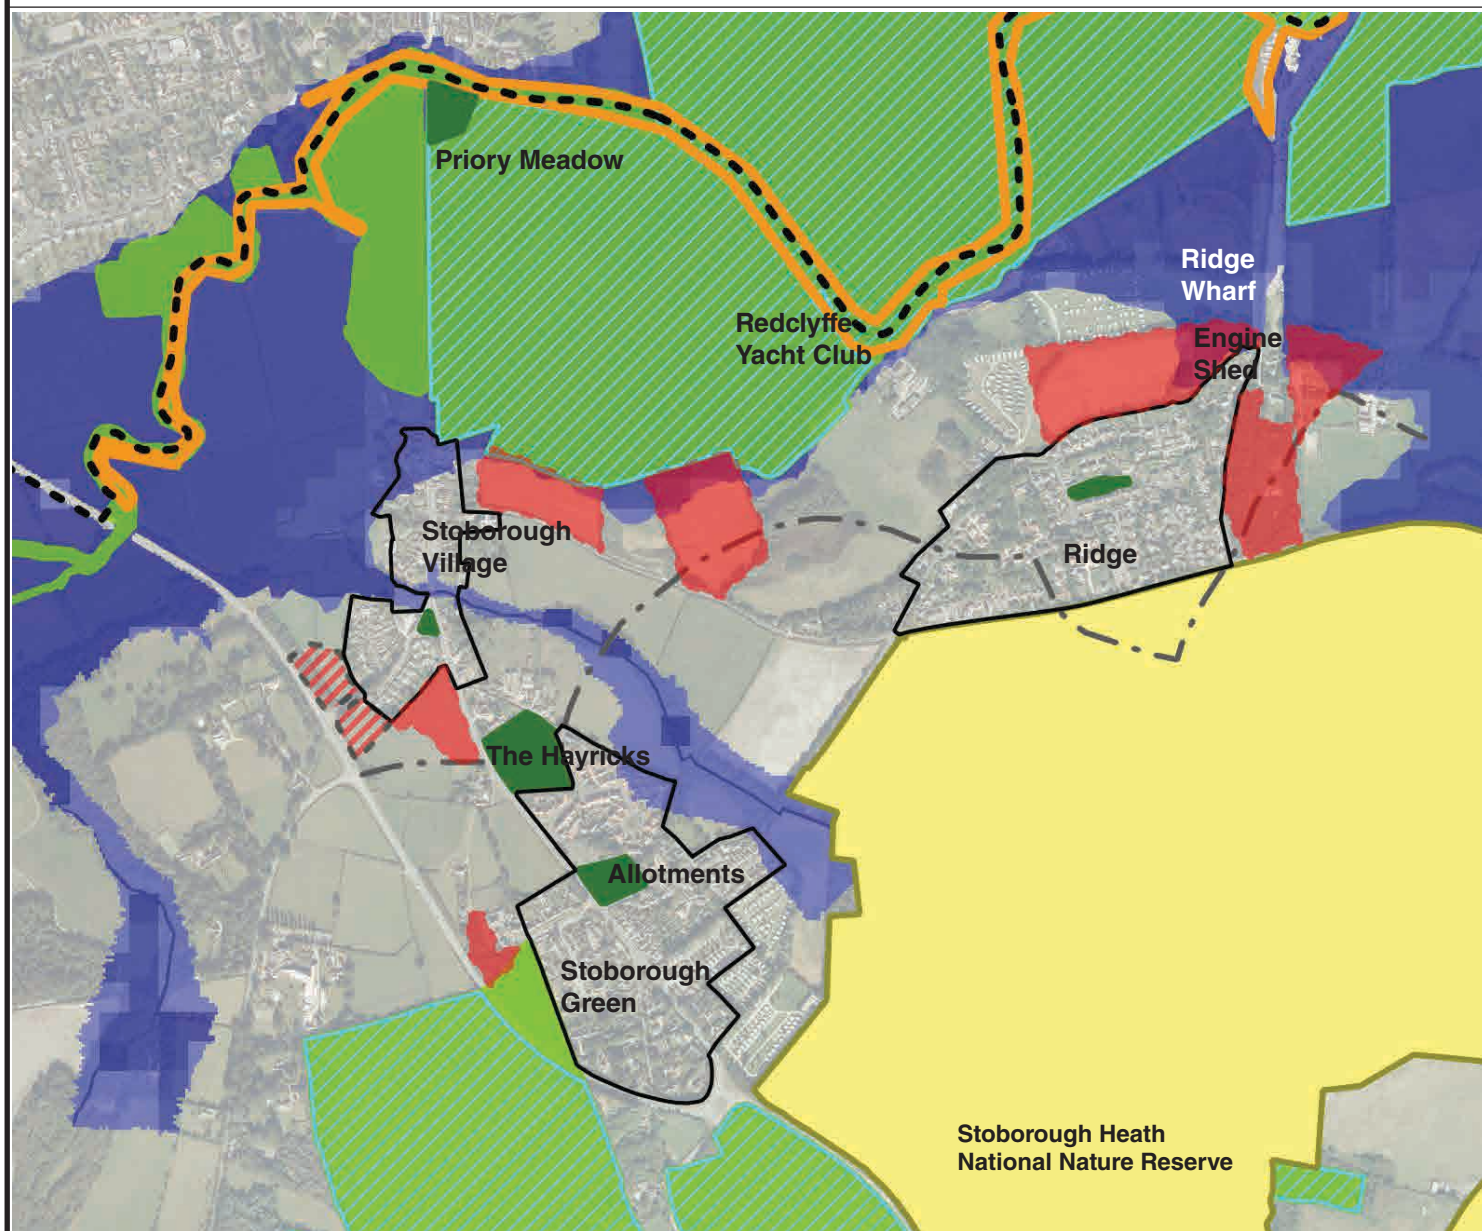 Priory Meadow
Ridge
Wharf
Redclyffe
Yacht Club
Engine
Shed
Stoborough
Village
Ridge
The Hayricks
Allotments
Stoborough
Green
Stoborough Heath
National Nature Reserve